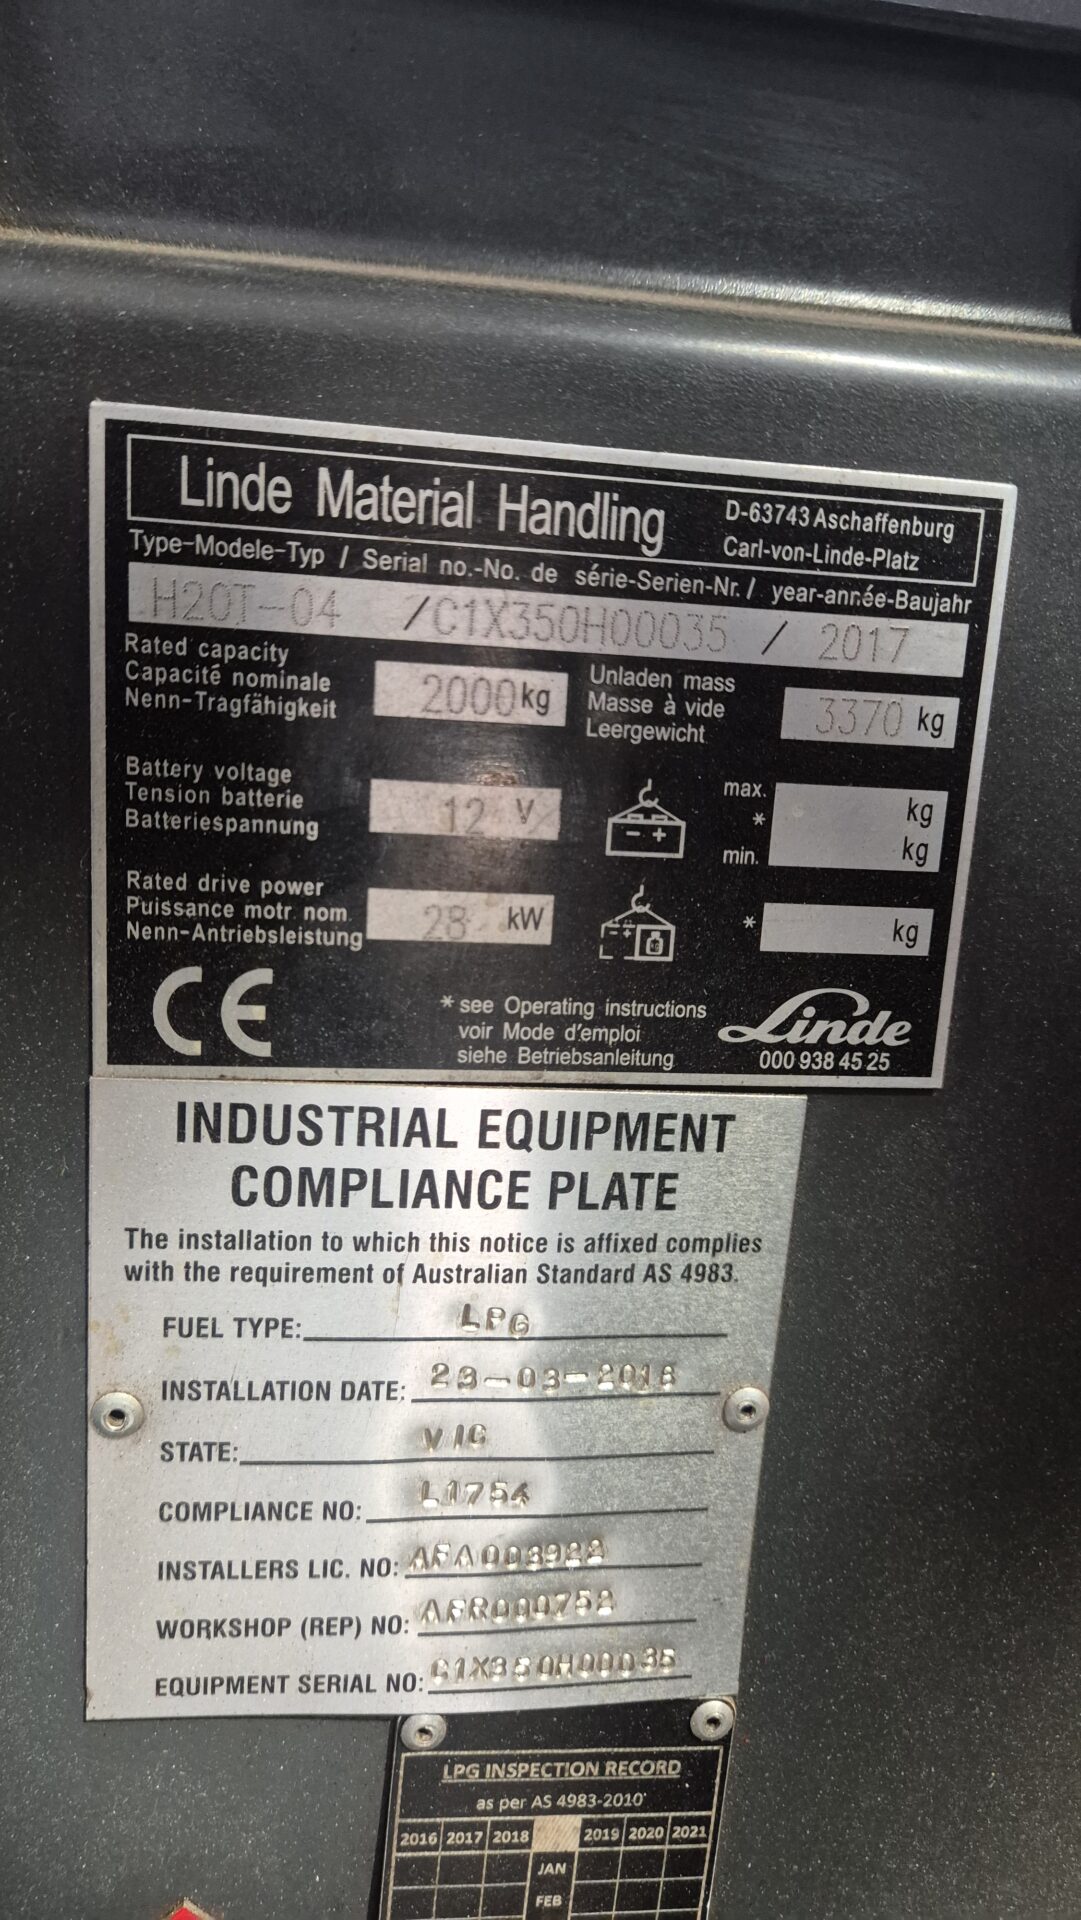 Linde Material Handling
D-63743 Aschaffenburg
Carl-von-Linde-Platz
Type-Modele-Typ / Serial no.-No. de série-Serien-Nr. / year-année-Baujahr
H20T-04 /C1X350H00035 / 2017
Rated capacity
Capacité nominale
Nenn-Tragfähigkeit
2000 kg
Unladen mass
Masse à vide
Leergewicht
3370 kg
Battery voltage
Tension batterie
Batteriespannung
12 V
- +
max.
*
min.
kg
kg
Rated drive power
Puissance motr. nom.
Nenn-Antriebsleistung
28 kW
- +
KG
*
kg
CE
* see Operating instructions
voir Mode d'emploi
siehe Betriebsanleitung
Linde
000 938 45 25
INDUSTRIAL EQUIPMENT
COMPLIANCE PLATE
The installation to which this notice is affixed complies
with the requirement of Australian Standard AS 4983.
FUEL TYPE: LPG
INSTALLATION DATE: 23-03-2018
STATE: VIC
COMPLIANCE NO: L1754
INSTALLERS LIC. NO: AFA003922
WORKSHOP (REP) NO: AFR000752
EQUIPMENT SERIAL NO: C1X350H00035
LPG INSPECTION RECORD
as per AS 4983-2010
2016 2017 2018 2019 2020 2021
JAN
FEB